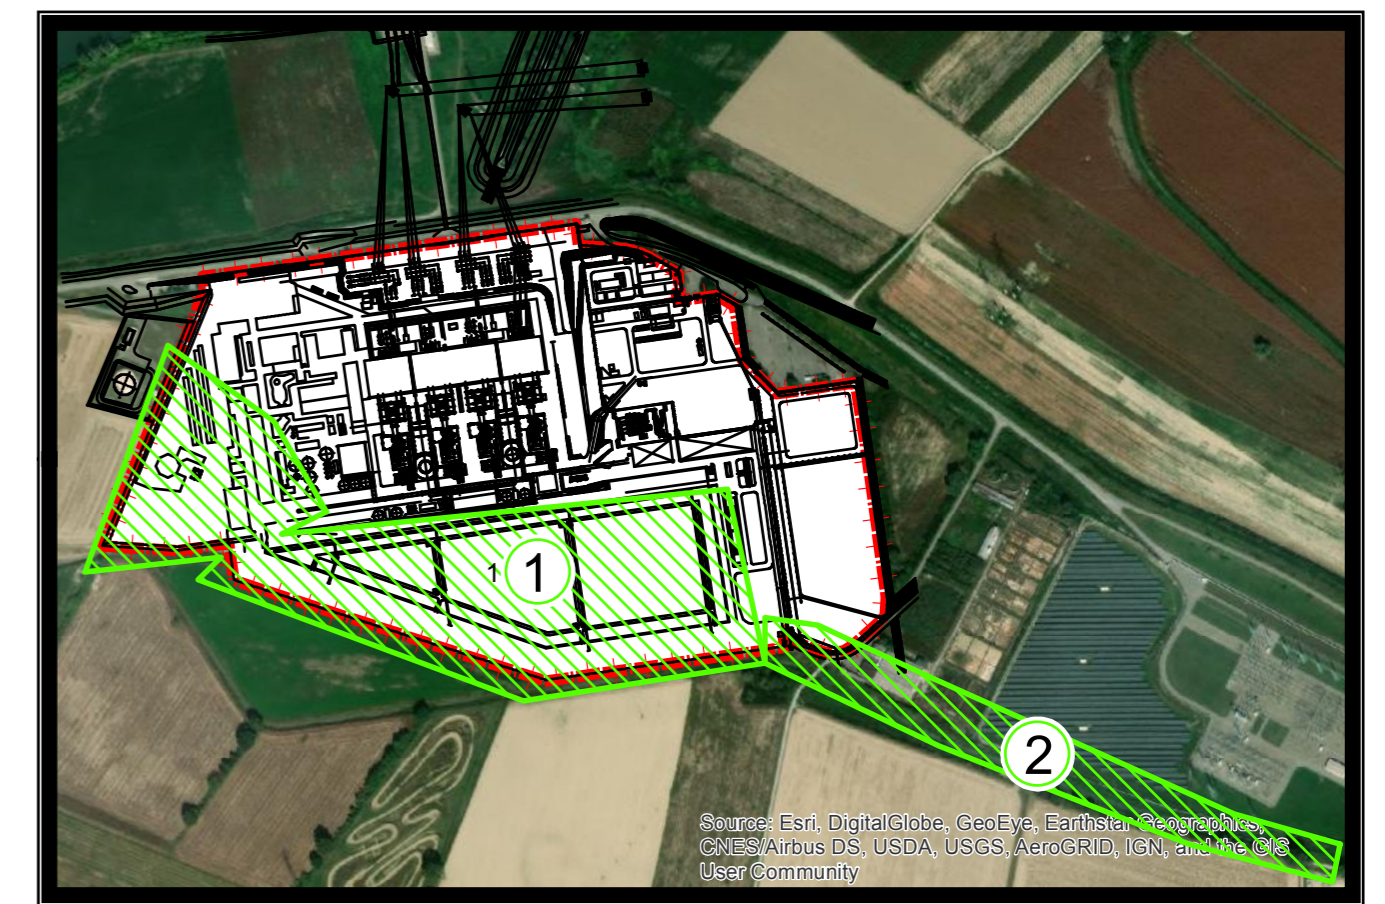 1
1
2
Source: Esri, DigitalGlobe, GeoEye, Earthstar Geographics,
CNES/Airbus DS, USDA, USGS, AeroGRID, IGN, and the GIS
User Community